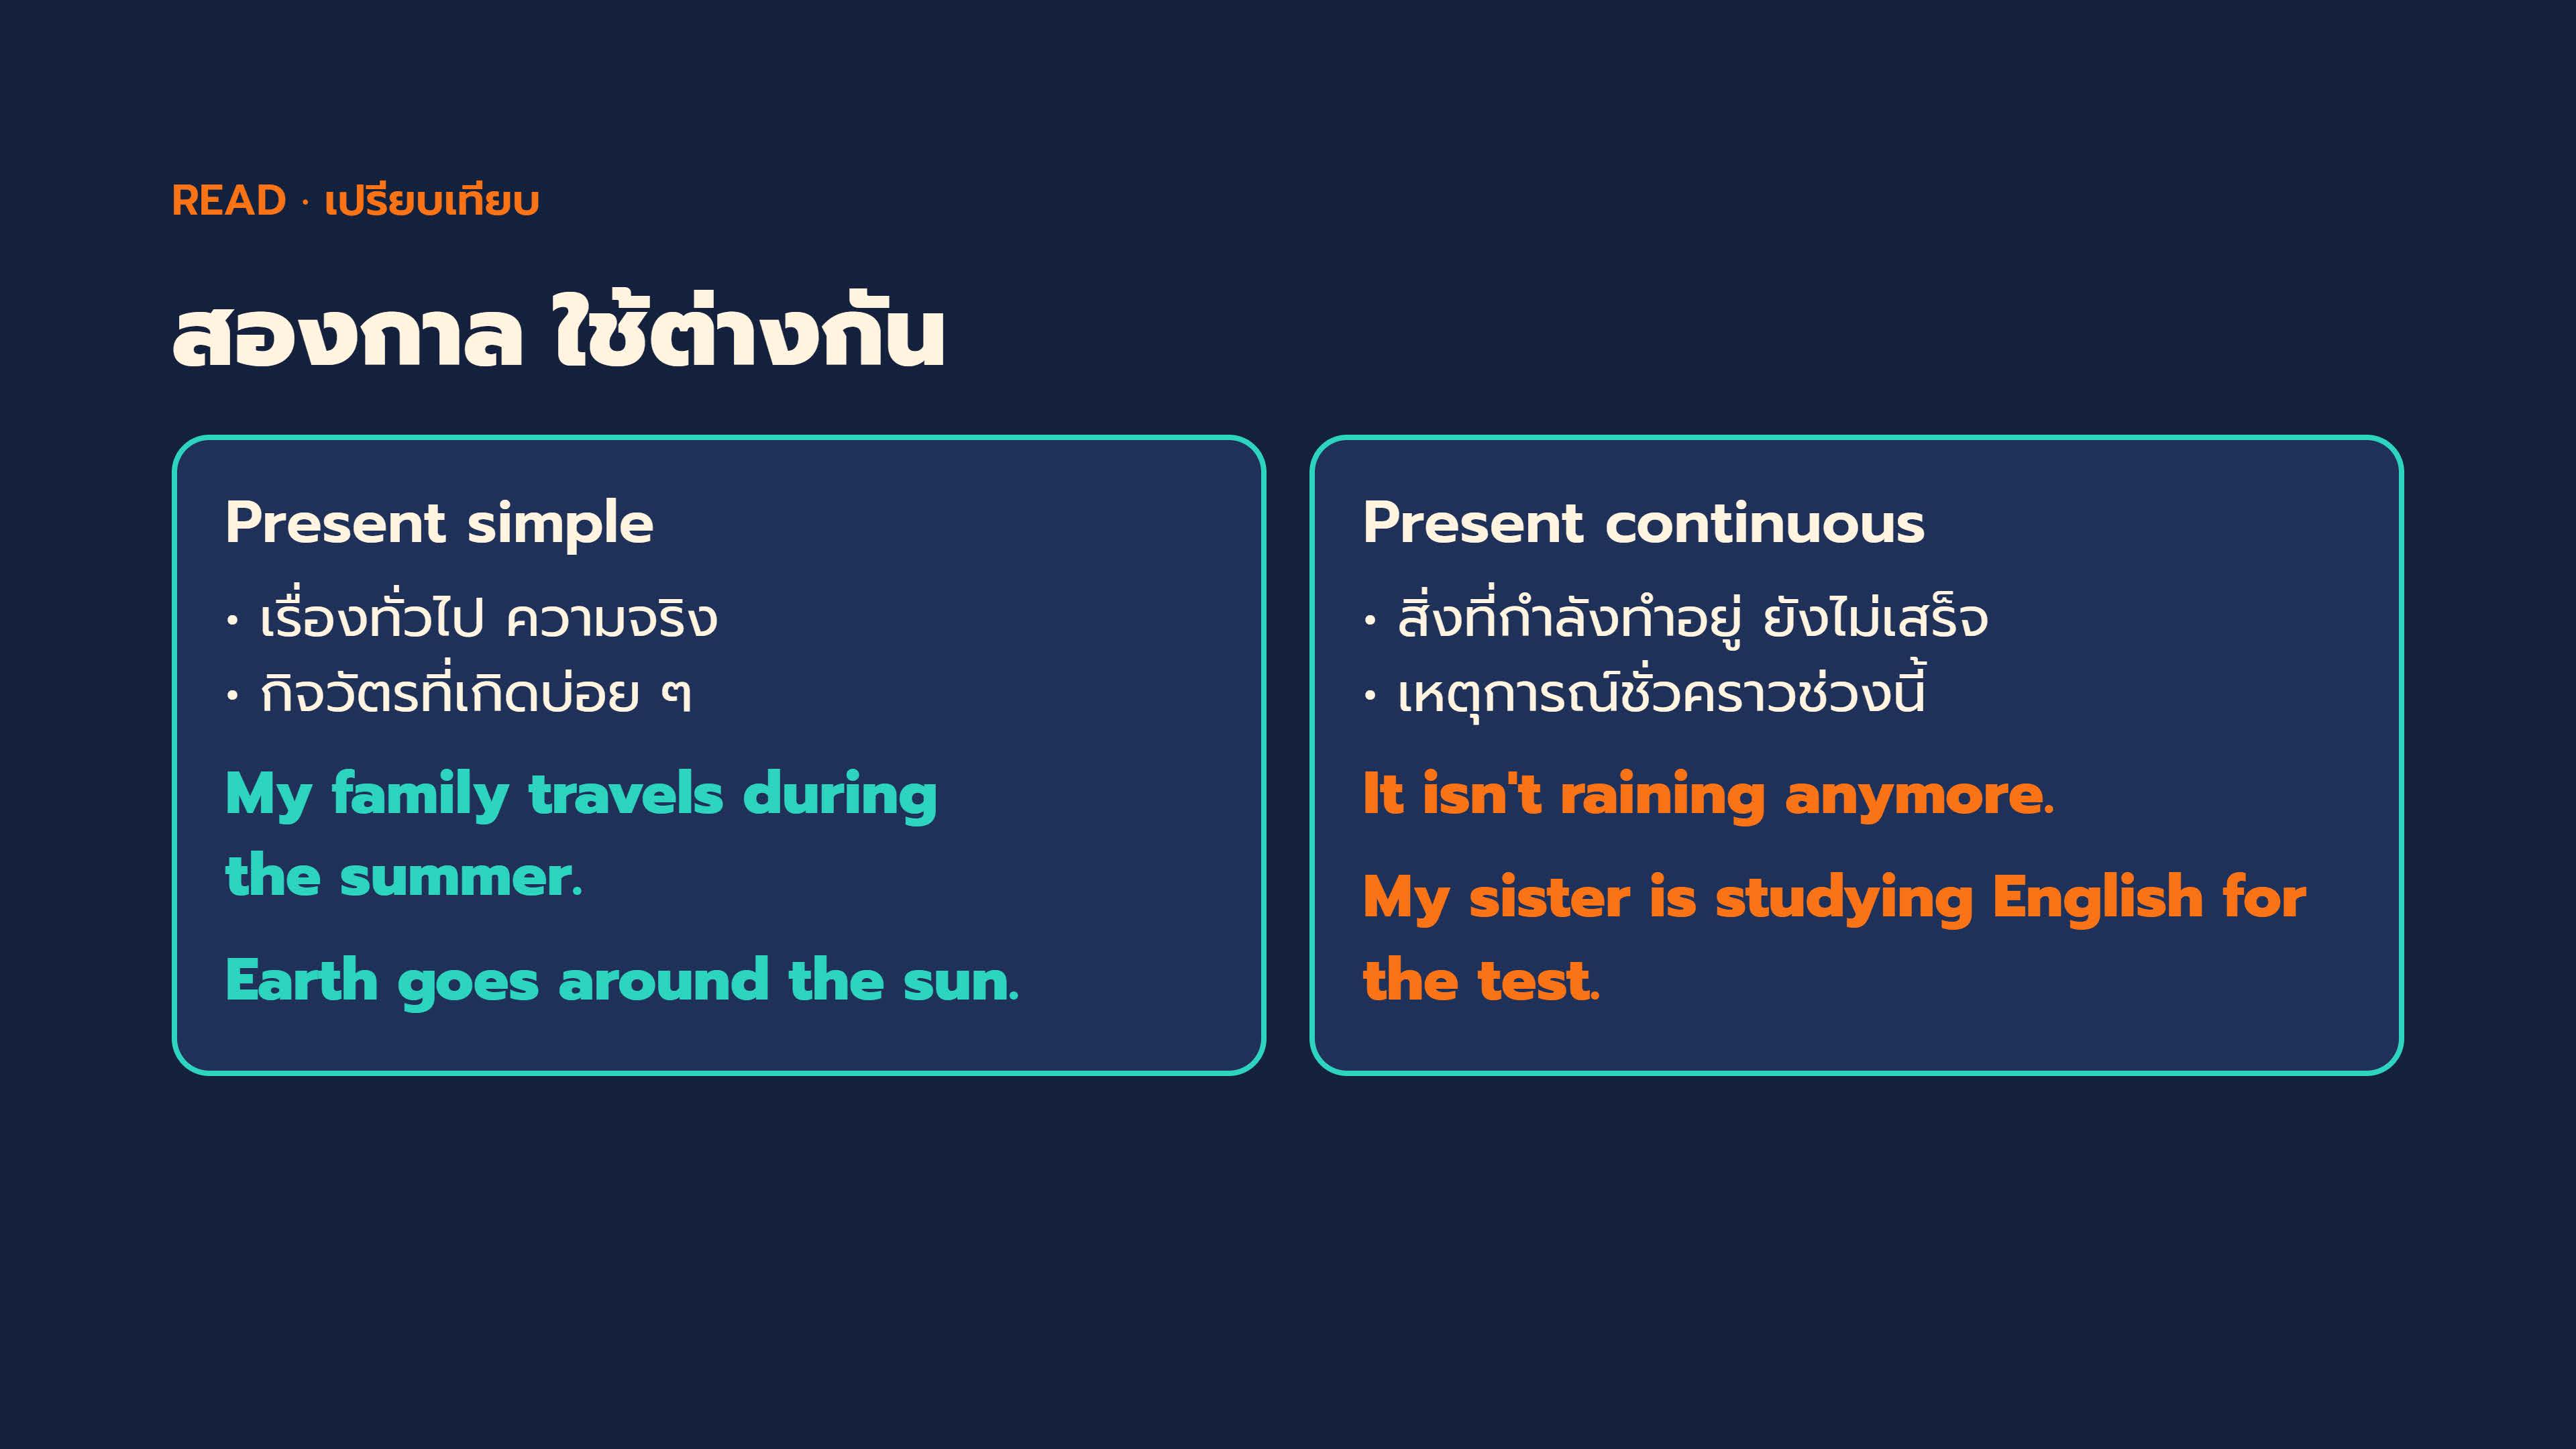 READ · เปรียบเทียบ
สองกาล ใช้ต่างกัน
Present simple
• เรื่องทั่วไป ความจริง
• กิจวัตรที่เกิดบ่อย ๆ
My family travels during
the summer.
Earth goes around the sun.
Present continuous
• สิ่งที่กำลังทำอยู่ ยังไม่เสร็จ
• เหตุการณ์ชั่วคราวช่วงนี้
It isn't raining anymore.
My sister is studying English for
the test.